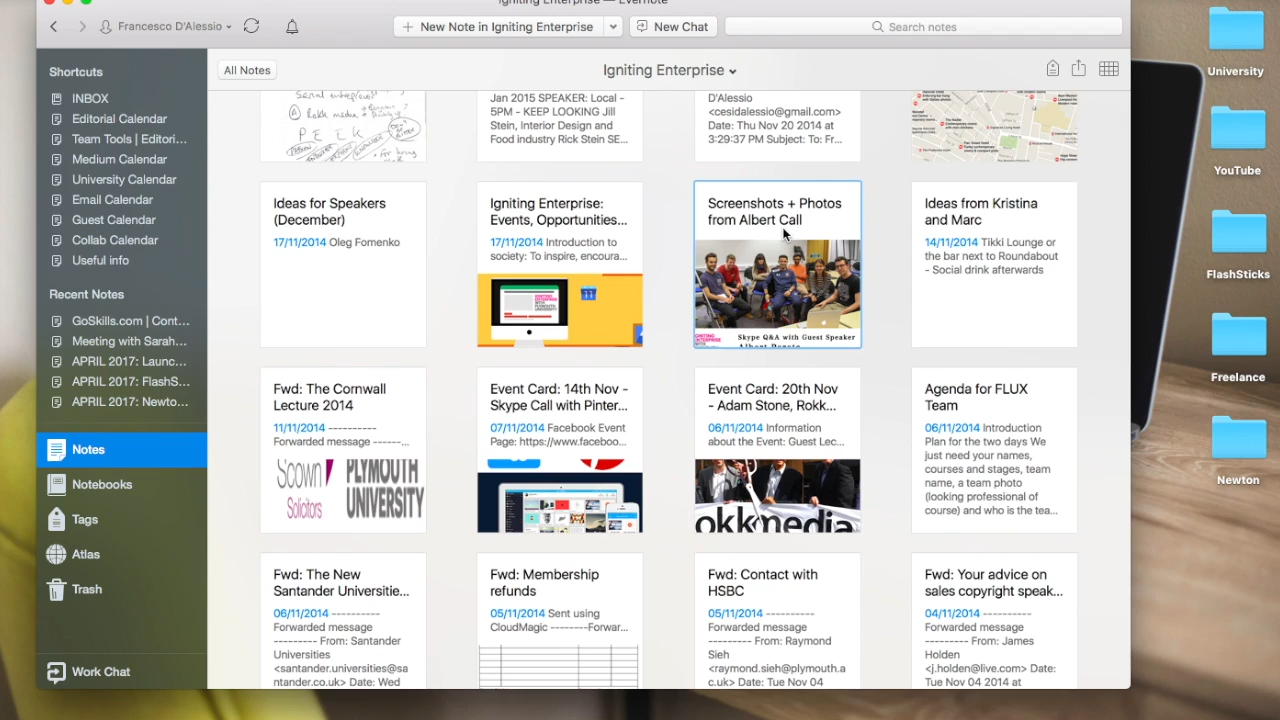 Igniting Enterprise — Evernote
Francesco D'Alessio
New Note in Igniting Enterprise
New Chat
Search notes
Shortcuts
INBOX
Editorial Calendar
Team Tools | Editori...
Medium Calendar
University Calendar
Email Calendar
Guest Calendar
Collab Calendar
Useful info
Recent Notes
GoSkills.com | Cont...
Meeting with Sarah...
APRIL 2017: Launc...
APRIL 2017: FlashS...
APRIL 2017: Newto...
Notes
Notebooks
Tags
Atlas
Trash
Work Chat
All Notes
Igniting Enterprise
Jan 2015 SPEAKER: Local -
5PM - KEEP LOOKING Jill
Stein, Interior Design and
Food industry Rick Stein SE...
D'Alessio
<cesidalessio@gmail.com>
Date: Thu Nov 20 2014 at
3:29:37 PM Subject: To: Fr...
Ideas for Speakers
(December)
17/11/2014 Oleg Fomenko
Igniting Enterprise:
Events, Opportunities...
17/11/2014 Introduction to
society: To inspire, encoura...
Screenshots + Photos
from Albert Call
Skype Q&A with Guest Speaker
Ideas from Kristina
and Marc
14/11/2014 Tikki Lounge or
the bar next to Roundabout
- Social drink afterwards
Fwd: The Cornwall
Lecture 2014
11/11/2014 ----------
Forwarded message ------...
Scown
Solicitors
PLYMOUTH
UNIVERSITY
Event Card: 14th Nov -
Skype Call with Pinter...
07/11/2014 Facebook Event
Page: https://www.faceboo...
Event Card: 20th Nov
- Adam Stone, Rokk...
06/11/2014 Information
about the Event: Guest Lec...
okkmedia
Agenda for FLUX
Team
06/11/2014 Introduction
Plan for the two days We
just need your names,
courses and stages, team
name, a team photo
(looking professional of
course) and who is the tea...
Fwd: The New
Santander Universitie...
06/11/2014 ----------
Forwarded message
--------- From: Santander
Universities
<santander.universities@sa
ntander.co.uk> Date: Wed
Fwd: Membership
refunds
05/11/2014 Sent using
CloudMagic --------Forwar...
Fwd: Contact with
HSBC
05/11/2014 ----------
Forwarded message
--------- From: Raymond
Sieh
<raymond.sieh@plymouth.a
c.uk> Date: Tue Nov 04
Fwd: Your advice on
sales copyright speak...
04/11/2014 ----------
Forwarded message
--------- From: James
Holden
<j.holden@live.com> Date:
Tue Nov 04 2014 at
University
YouTube
FlashSticks
Freelance
Newton